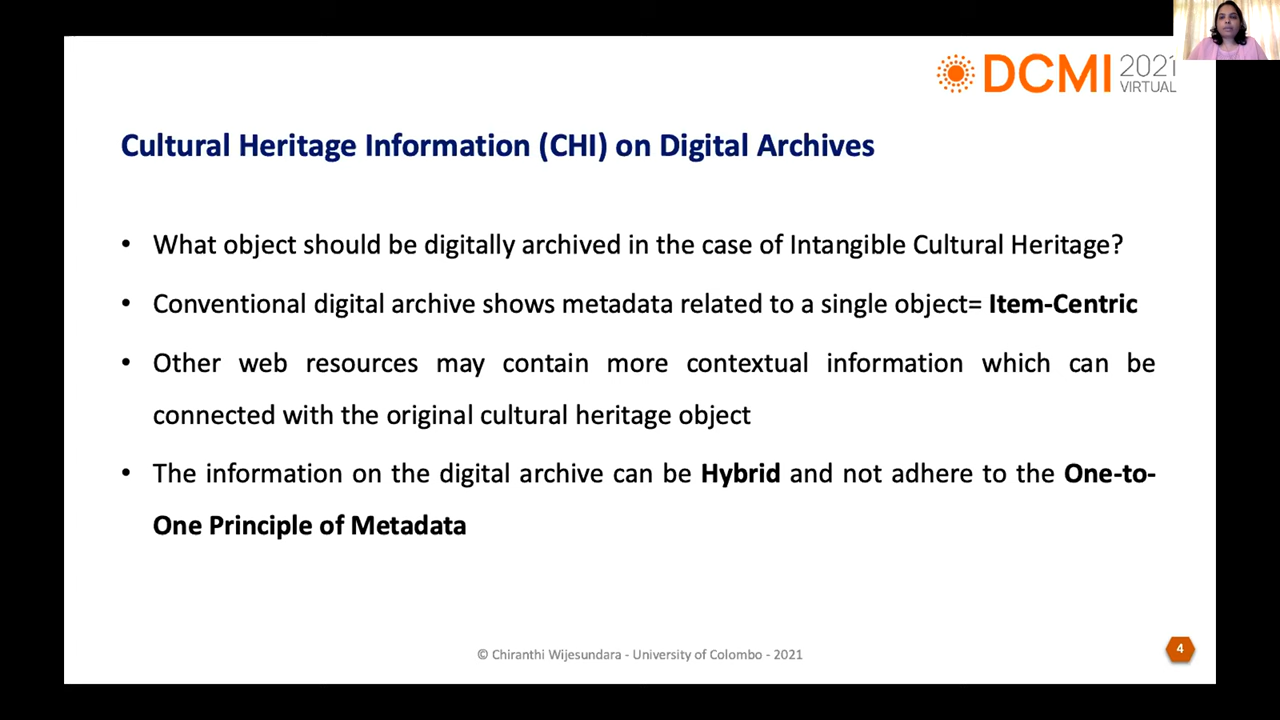 DCMI 2021
VIRTUAL
Cultural Heritage Information (CHI) on Digital Archives
• What object should be digitally archived in the case of Intangible Cultural Heritage?
• Conventional digital archive shows metadata related to a single object= Item-Centric
• Other web resources may contain more contextual information which can be
connected with the original cultural heritage object
• The information on the digital archive can be Hybrid and not adhere to the One-to-
One Principle of Metadata
© Chiranthi Wijesundara - University of Colombo - 2021
4